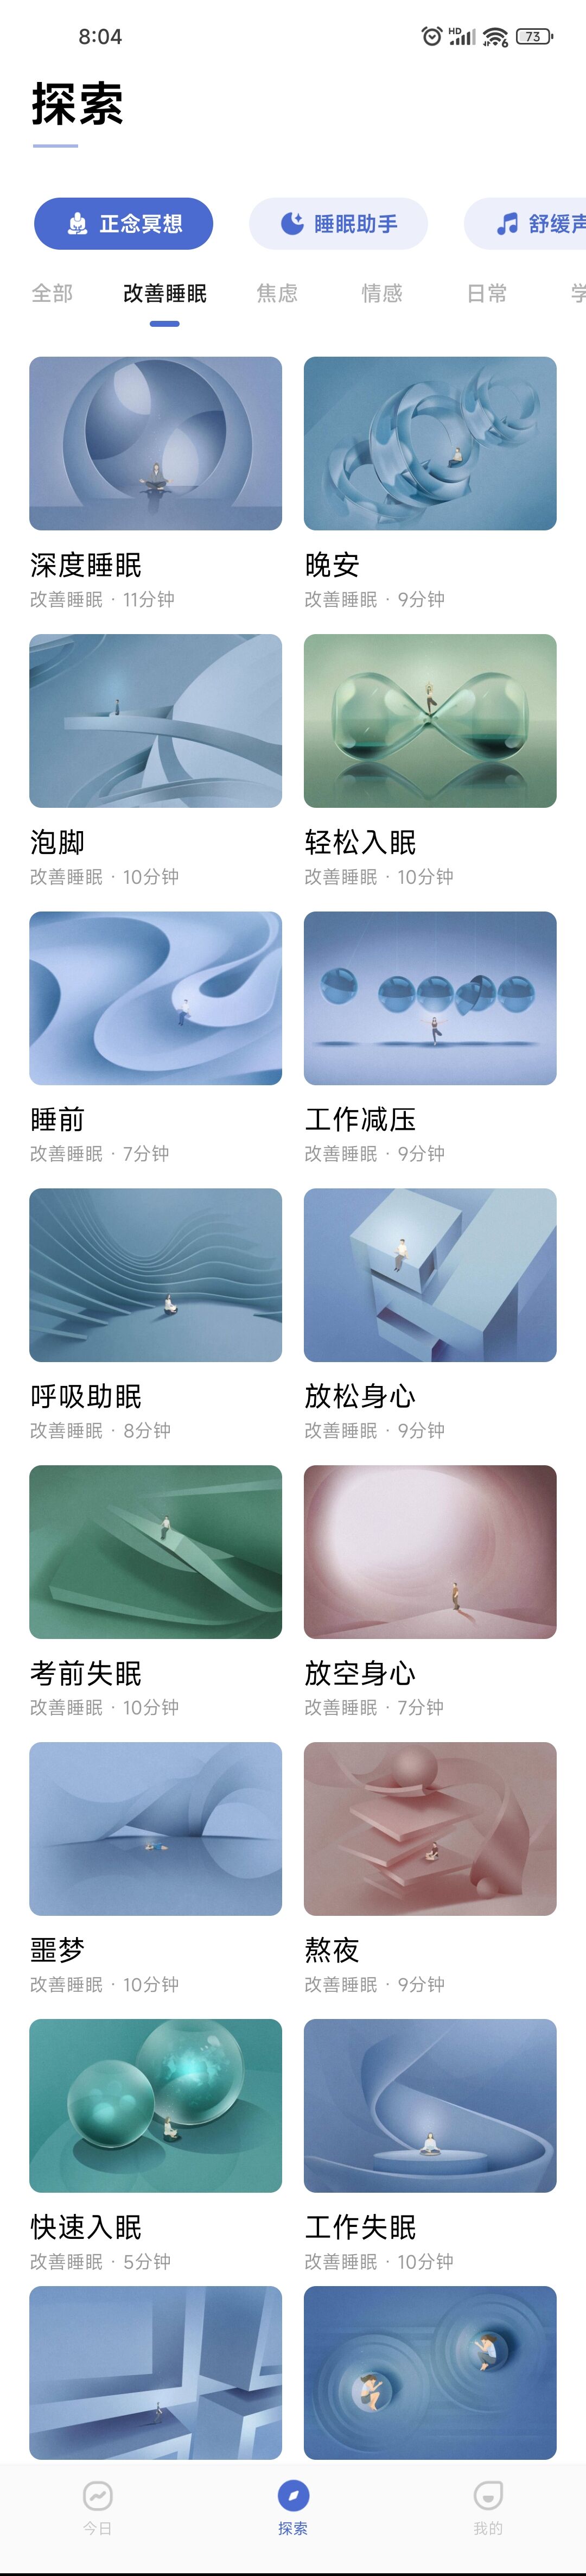 8:04
HD
6
73
探索
正念冥想
睡眠助手
舒缓声
全部
改善睡眠
焦虑
情感
日常
学
深度睡眠
改善睡眠 · 11分钟
晚安
改善睡眠 · 9分钟
泡脚
改善睡眠 · 10分钟
轻松入眠
改善睡眠 · 10分钟
睡前
改善睡眠 · 7分钟
工作减压
改善睡眠 · 9分钟
呼吸助眠
改善睡眠 · 8分钟
放松身心
改善睡眠 · 9分钟
考前失眠
改善睡眠 · 10分钟
放空身心
改善睡眠 · 7分钟
噩梦
改善睡眠 · 10分钟
熬夜
改善睡眠 · 9分钟
快速入眠
改善睡眠 · 5分钟
工作失眠
改善睡眠 · 10分钟
今日
探索
我的